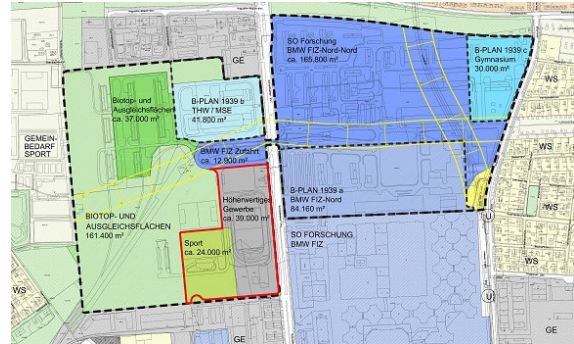 GE
SO Forschung
BMW FIZ-Nord-Nord
ca. 165.800 m²
B-PLAN 1939 c
Gymnasium
30.000 m²
WS
Biotop- und
Ausgleichsflächen
ca. 37.000 m²
B-PLAN 1939 b
THW / MSE
41.800 m²
GEMEIN-
BEDARF
SPORT
BMW FIZ Zufahrt
ca. 12.900 m²
WS
B-PLAN 1939 a
BMW FIZ-Nord
84.160 m²
Höherwertiges
Gewerbe
ca. 39.000 m²
BIOTOP- UND
AUSGLEICHSFLÄCHEN
161.400 m²
U
SO FORSCHUNG
BMW FIZ
Sport
ca. 24.000 m²
WS
WS
U
GE
GE